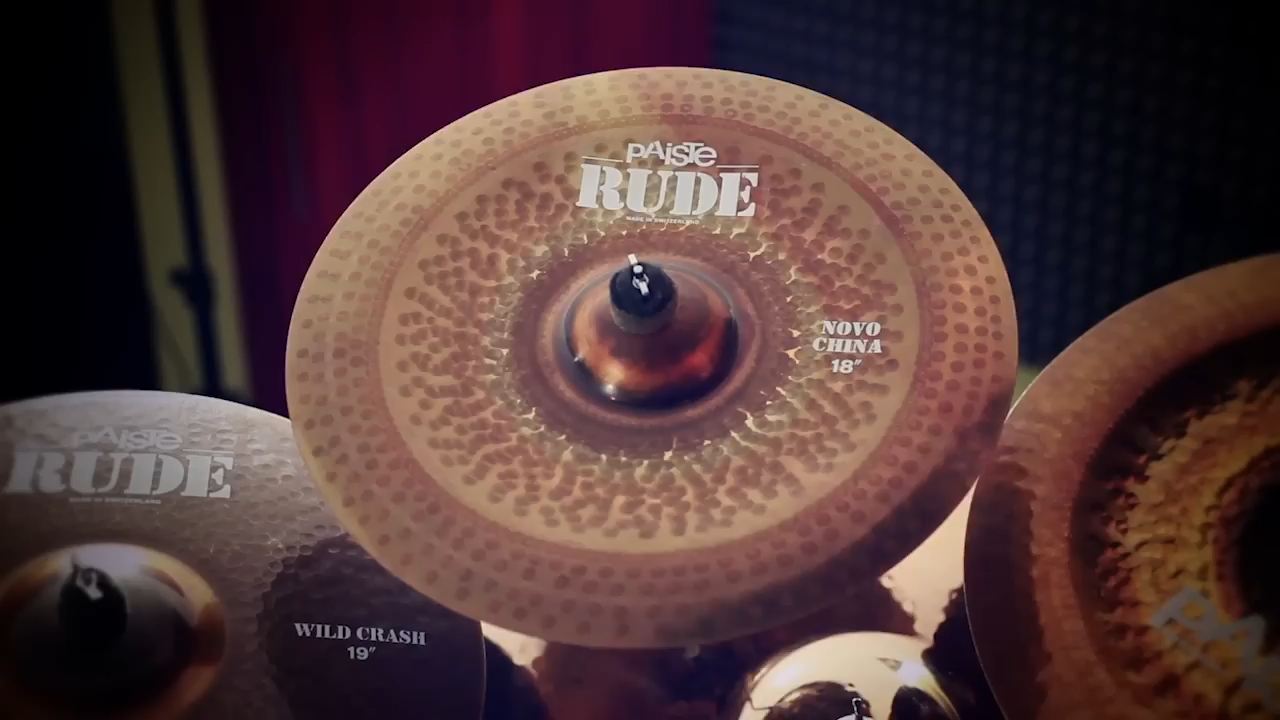 PAiSTe
RUDE
MADE IN SWITZERLAND
NOVO
CHINA
18"
PAiSTe
RUDE
MADE IN SWITZERLAND
WILD CRASH
19"